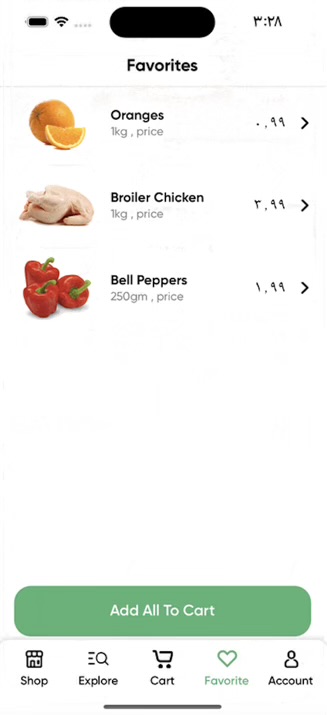 ٣:٢٨
Favorites
Oranges
1kg , price
٠,٩٩
Broiler Chicken
1kg , price
٣,٩٩
Bell Peppers
250gm , price
١,٩٩
Add All To Cart
Shop
Explore
Cart
Favorite
Account